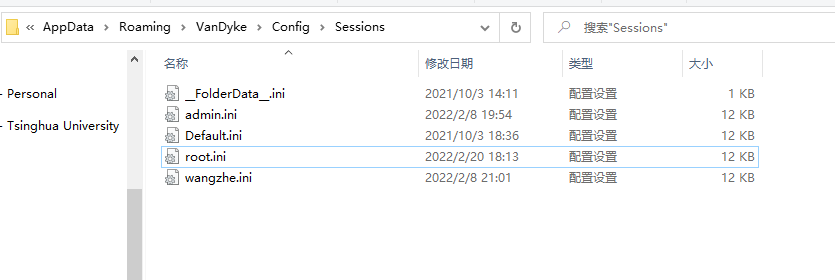 « AppData > Roaming > VanDyke > Config > Sessions
搜索"Sessions"
- Personal
- Tsinghua University
名称 修改日期 类型 大小
__FolderData__.ini 2021/10/3 14:11 配置设置 1 KB
admin.ini 2022/2/8 19:54 配置设置 12 KB
Default.ini 2021/10/3 18:36 配置设置 12 KB
root.ini 2022/2/20 18:13 配置设置 12 KB
wangzhe.ini 2022/2/8 21:01 配置设置 12 KB